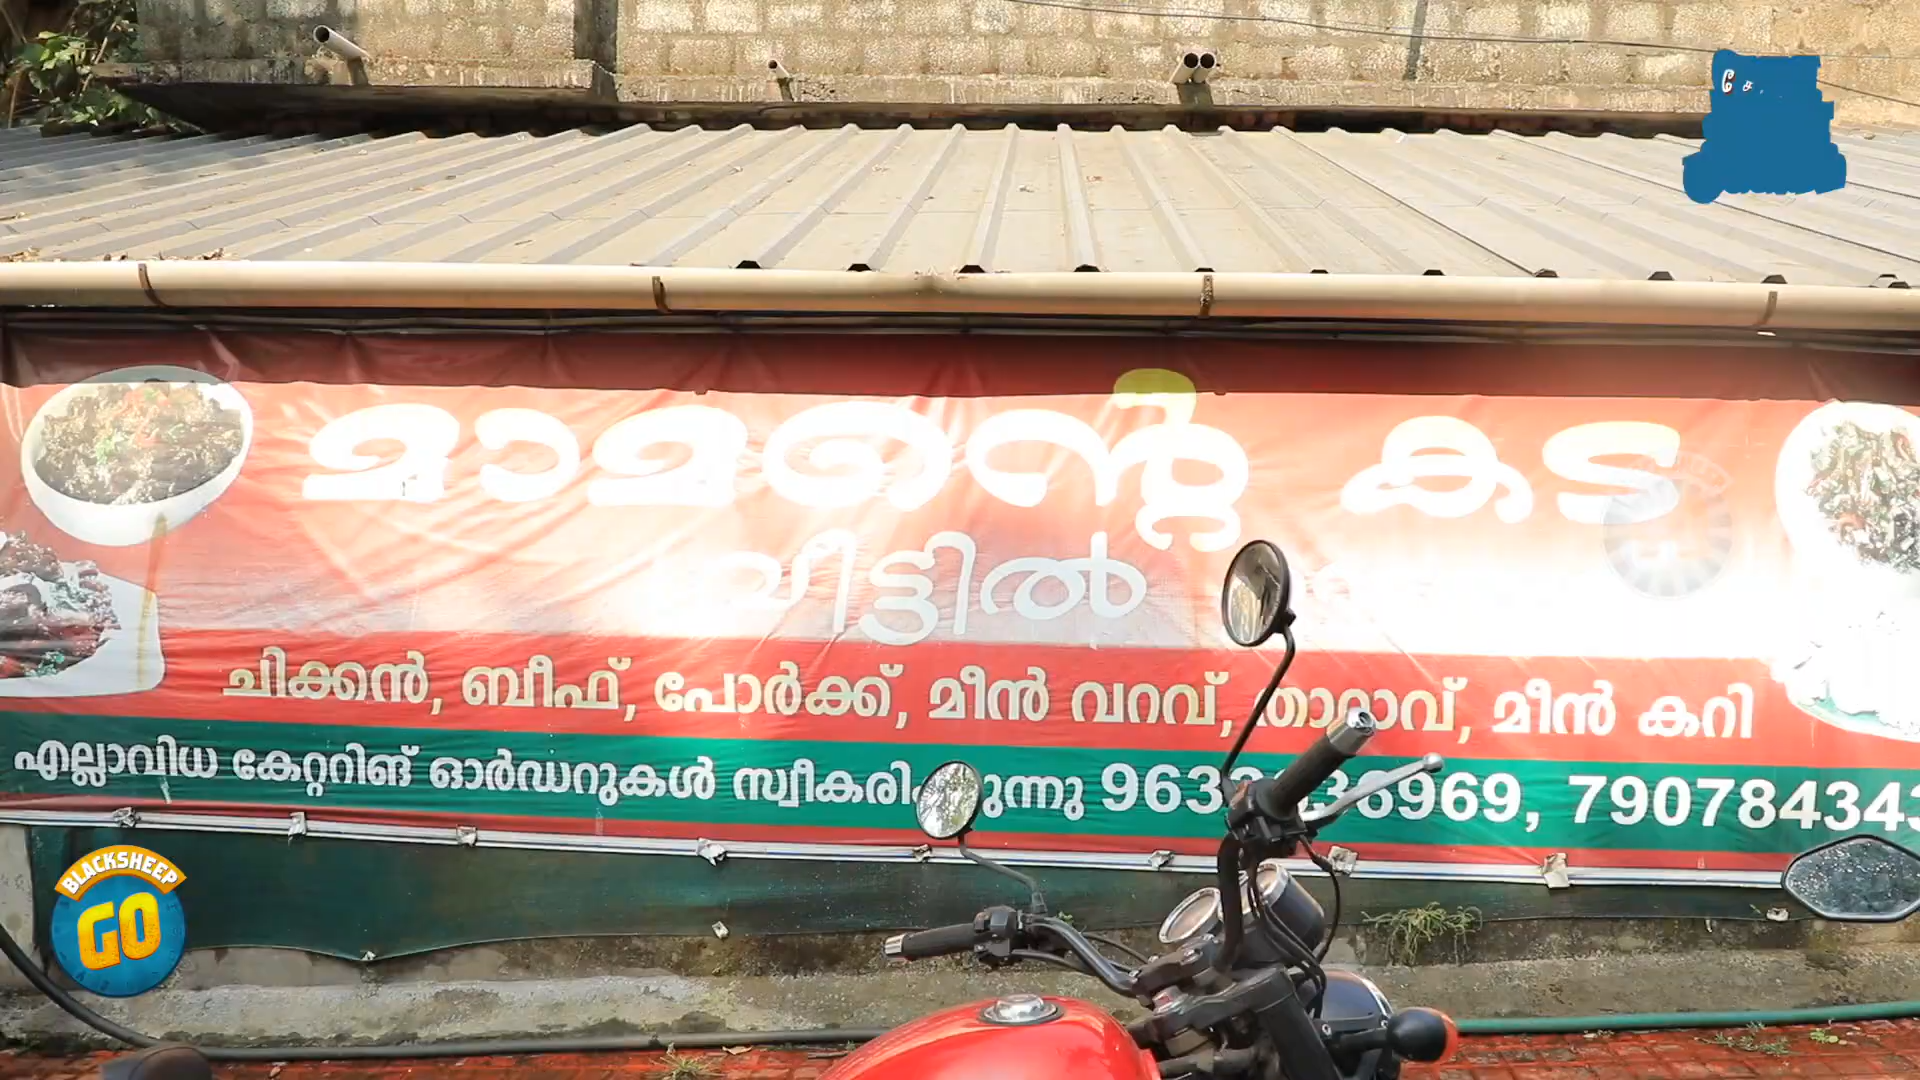 മാമന്റെ കട
വീട്ടിൽ
ചിക്കൻ, ബീഫ്, പോർക്ക്, മീൻ വറവ്, താറാവ്, മീൻ കറി
എല്ലാവിധ കേറ്ററിങ് ഓർഡറുകൾ സ്വീകരിക്കുന്നു
BLACKSHEEP
GO